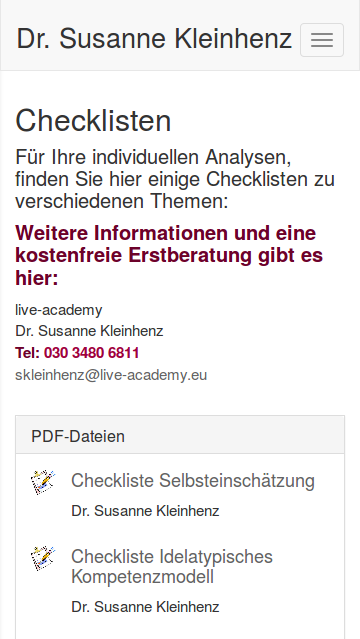 Dr. Susanne Kleinhenz
Checklisten
Für Ihre individuellen Analysen,
finden Sie hier einige Checklisten zu
verschiedenen Themen:
Weitere Informationen und eine
kostenfreie Erstberatung gibt es
hier:
live-academy
Dr. Susanne Kleinhenz
Tel: 030 3480 6811
skleinhenz@live-academy.eu
PDF-Dateien
Checkliste Selbsteinschätzung
Dr. Susanne Kleinhenz
Checkliste Idelatypisches
Kompetenzmodell
Dr. Susanne Kleinhenz